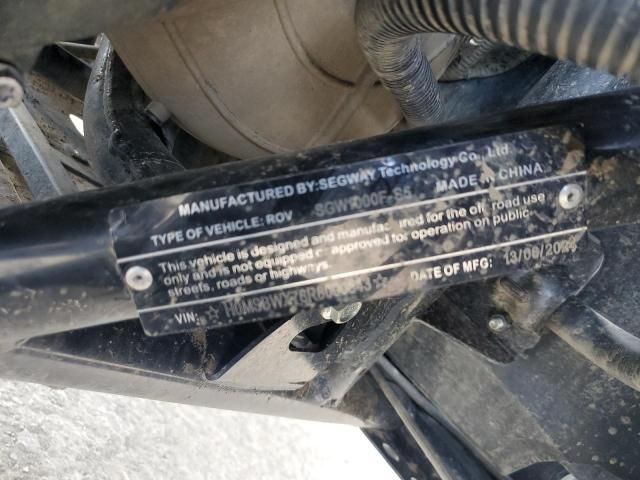 MANUFACTURED BY:SEGWAY Technology Co., Ltd.
TYPE OF VEHICLE: ROV MADE IN CHINA
This vehicle is designed and for the off road use
only and is not equipped approved for operation on public
streets, roads or highways
VIN: DATE OF MFG: